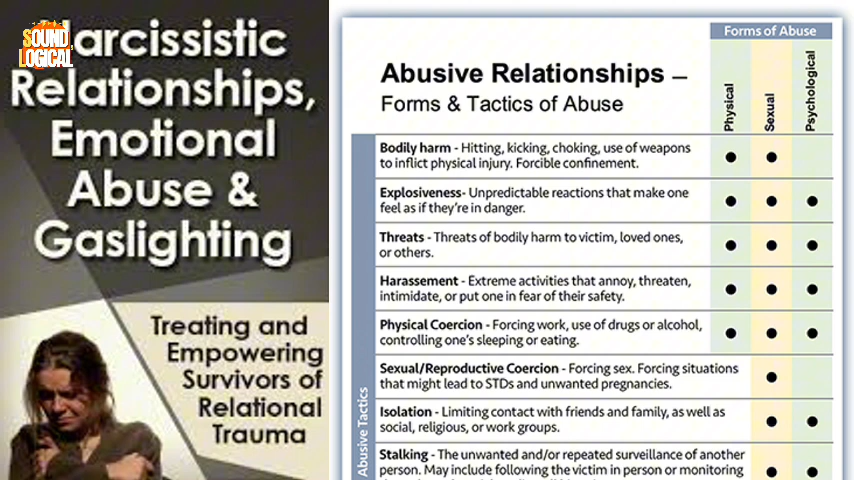 SOUND
LOGICAL
Narcissistic
Relationships,
Emotional
Abuse &
Gaslighting
Treating and
Empowering
Survivors of
Relational
Trauma
Forms of Abuse
Abusive Relationships –
Forms & Tactics of Abuse
Physical
Sexual
Psychological
Abusive Tactics
Bodily harm - Hitting, kicking, choking, use of weapons
to inflict physical injury. Forcible confinement.
Explosiveness- Unpredictable reactions that make one
feel as if they're in danger.
Threats - Threats of bodily harm to victim, loved ones,
or others.
Harassement - Extreme activities that annoy, threaten,
intimidate, or put one in fear of their safety.
Physical Coercion - Forcing work, use of drugs or alcohol,
controlling one's sleeping or eating.
Sexual/Reproductive Coercion - Forcing sex. Forcing situations
that might lead to STDs and unwanted pregnancies.
Isolation - Limiting contact with friends and family, as well as
social, religious, or work groups.
Stalking - The unwanted and/or repeated surveillance of another
person. May include following the victim in person or monitoring